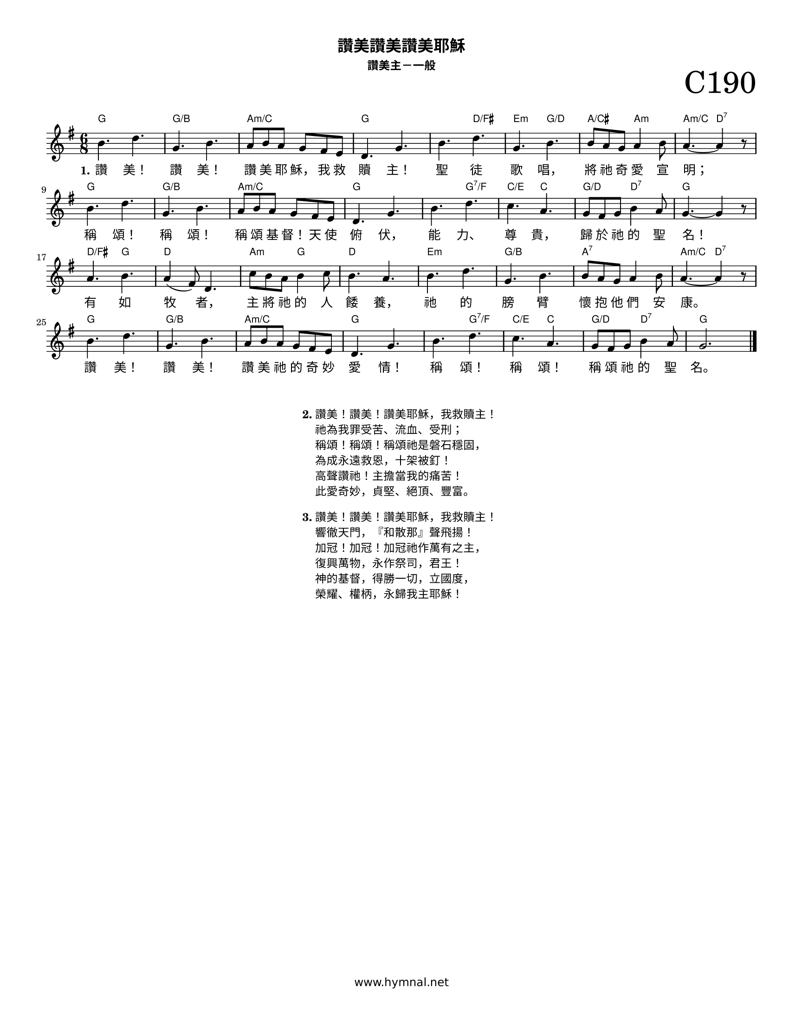 讚美讚美讚美耶穌
讚美主－一般
C190
G G/B Am/C G D/F♯ Em G/D A/C♯ Am Am/C D7
1. 讚 美！ 讚 美！ 讚美耶穌，我救 贖 主！ 聖 徒 歌 唱， 將祂奇愛 宣 明；
9
G G/B Am/C G G7/F C/E C G/D D7 G
稱 頌！ 稱 頌！ 稱頌基督！天使 俯 伏， 能 力、 尊 貴， 歸於祂的 聖 名！
17
D/F♯ G D Am G D Em G/B A7 Am/C D7
有 如 牧 者， 主將祂的 人 餧 養， 祂 的 膀 臂 懷抱他們 安 康。
25
G G/B Am/C G G7/F C/E C G/D D7 G
讚 美！ 讚 美！ 讚美祂的奇妙 愛 情！ 稱 頌！ 稱 頌！ 稱頌祂的 聖 名。
2. 讚美！讚美！讚美耶穌，我救贖主！
祂為我罪受苦、流血、受刑；
稱頌！稱頌！稱頌祂是磐石穩固，
為成永遠救恩，十架被釘！
高聲讚祂！主擔當我的痛苦！
此愛奇妙，貞堅、絕頂、豐富。
3. 讚美！讚美！讚美耶穌，我救贖主！
響徹天門，『和散那』聲飛揚！
加冠！加冠！加冠祂作萬有之主，
復興萬物，永作祭司，君王！
神的基督，得勝一切，立國度，
榮耀、權柄，永歸我主耶穌！
www.hymnal.net